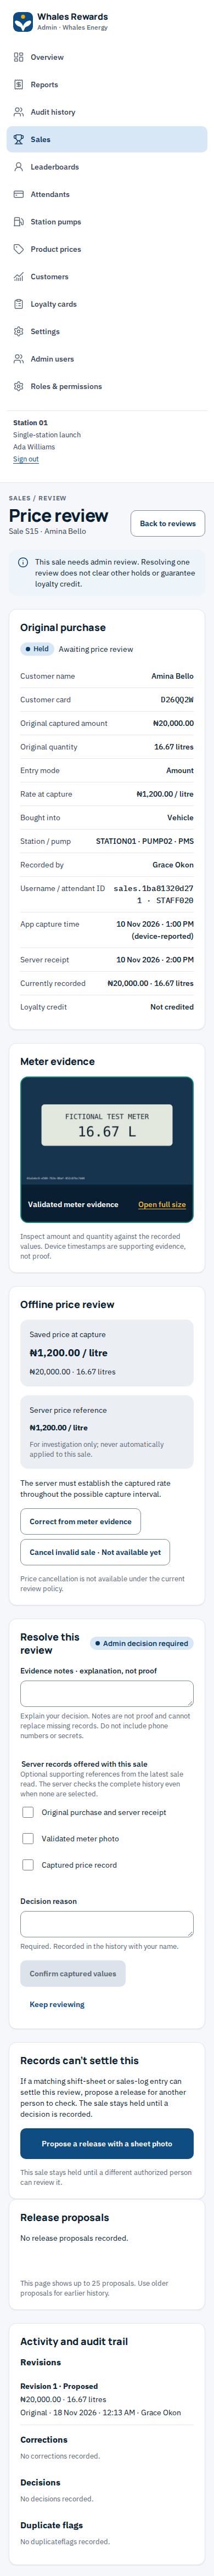 Whales Rewards
Admin · Whales Energy
Overview
Reports
Audit history
Sales
Leaderboards
Attendants
Station pumps
Product prices
Customers
Loyalty cards
Settings
Admin users
Roles & permissions
Station 01
Single-station launch
Ada Williams
Sign out
SALES / REVIEW
Price review
Sale S15 · Amina Bello
Back to reviews
This sale needs admin review. Resolving one
review does not clear other holds or guarantee
loyalty credit.
Original purchase
Held
Awaiting price review
Customer name
Amina Bello
Customer card
D26QQ2W
Original captured amount
₦20,000.00
Original quantity
16.67 litres
Entry mode
Amount
Rate at capture
₦1,200.00 / litre
Bought into
Vehicle
Station / pump
STATION01 · PUMP02 · PMS
Recorded by
Grace Okon
Username / attendant ID
sales.1ba81320d27
1 · STAFF020
App capture time
10 Nov 2026 · 1:00 PM
(device-reported)
Server receipt
10 Nov 2026 · 2:00 PM
Currently recorded
₦20,000.00 · 16.67 litres
Loyalty credit
Not credited
Meter evidence
FICTIONAL TEST METER
16.67 L
Validated meter evidence
Open full size
Inspect amount and quantity against the recorded
values. Device timestamps are supporting evidence,
not proof.
Offline price review
Saved price at capture
₦1,200.00 / litre
₦20,000.00 · 16.67 litres
Server price reference
₦1,200.00 / litre
For investigation only; never automatically
applied to this sale.
The server must establish the captured rate
throughout the possible capture interval.
Correct from meter evidence
Cancel invalid sale · Not available yet
Price cancellation is not available under the current
review policy.
Resolve this
review
Admin decision required
Evidence notes · explanation, not proof
Explain your decision. Notes are not proof and cannot
replace missing records. Do not include phone
numbers or secrets.
Server records offered with this sale
Optional supporting references from the latest sale
read. The server checks the complete history even
when none are selected.
Original purchase and server receipt
Validated meter photo
Captured price record
Decision reason
Required. Recorded in the history with your name.
Confirm captured values
Keep reviewing
Records can't settle this
If a matching shift-sheet or sales-log entry can
settle this review, propose a release for another
person to check. The sale stays held until a
decision is recorded.
Propose a release with a sheet photo
This sale stays held until a different authorized person
can review it.
Release proposals
No release proposals recorded.
This page shows up to 25 proposals. Use older
proposals for earlier history.
Activity and audit trail
Revisions
Revision 1 · Proposed
₦20,000.00 · 16.67 litres
Original · 18 Nov 2026 · 12:13 AM · Grace Okon
Corrections
No corrections recorded.
Decisions
No decisions recorded.
Duplicate flags
No duplicateflags recorded.